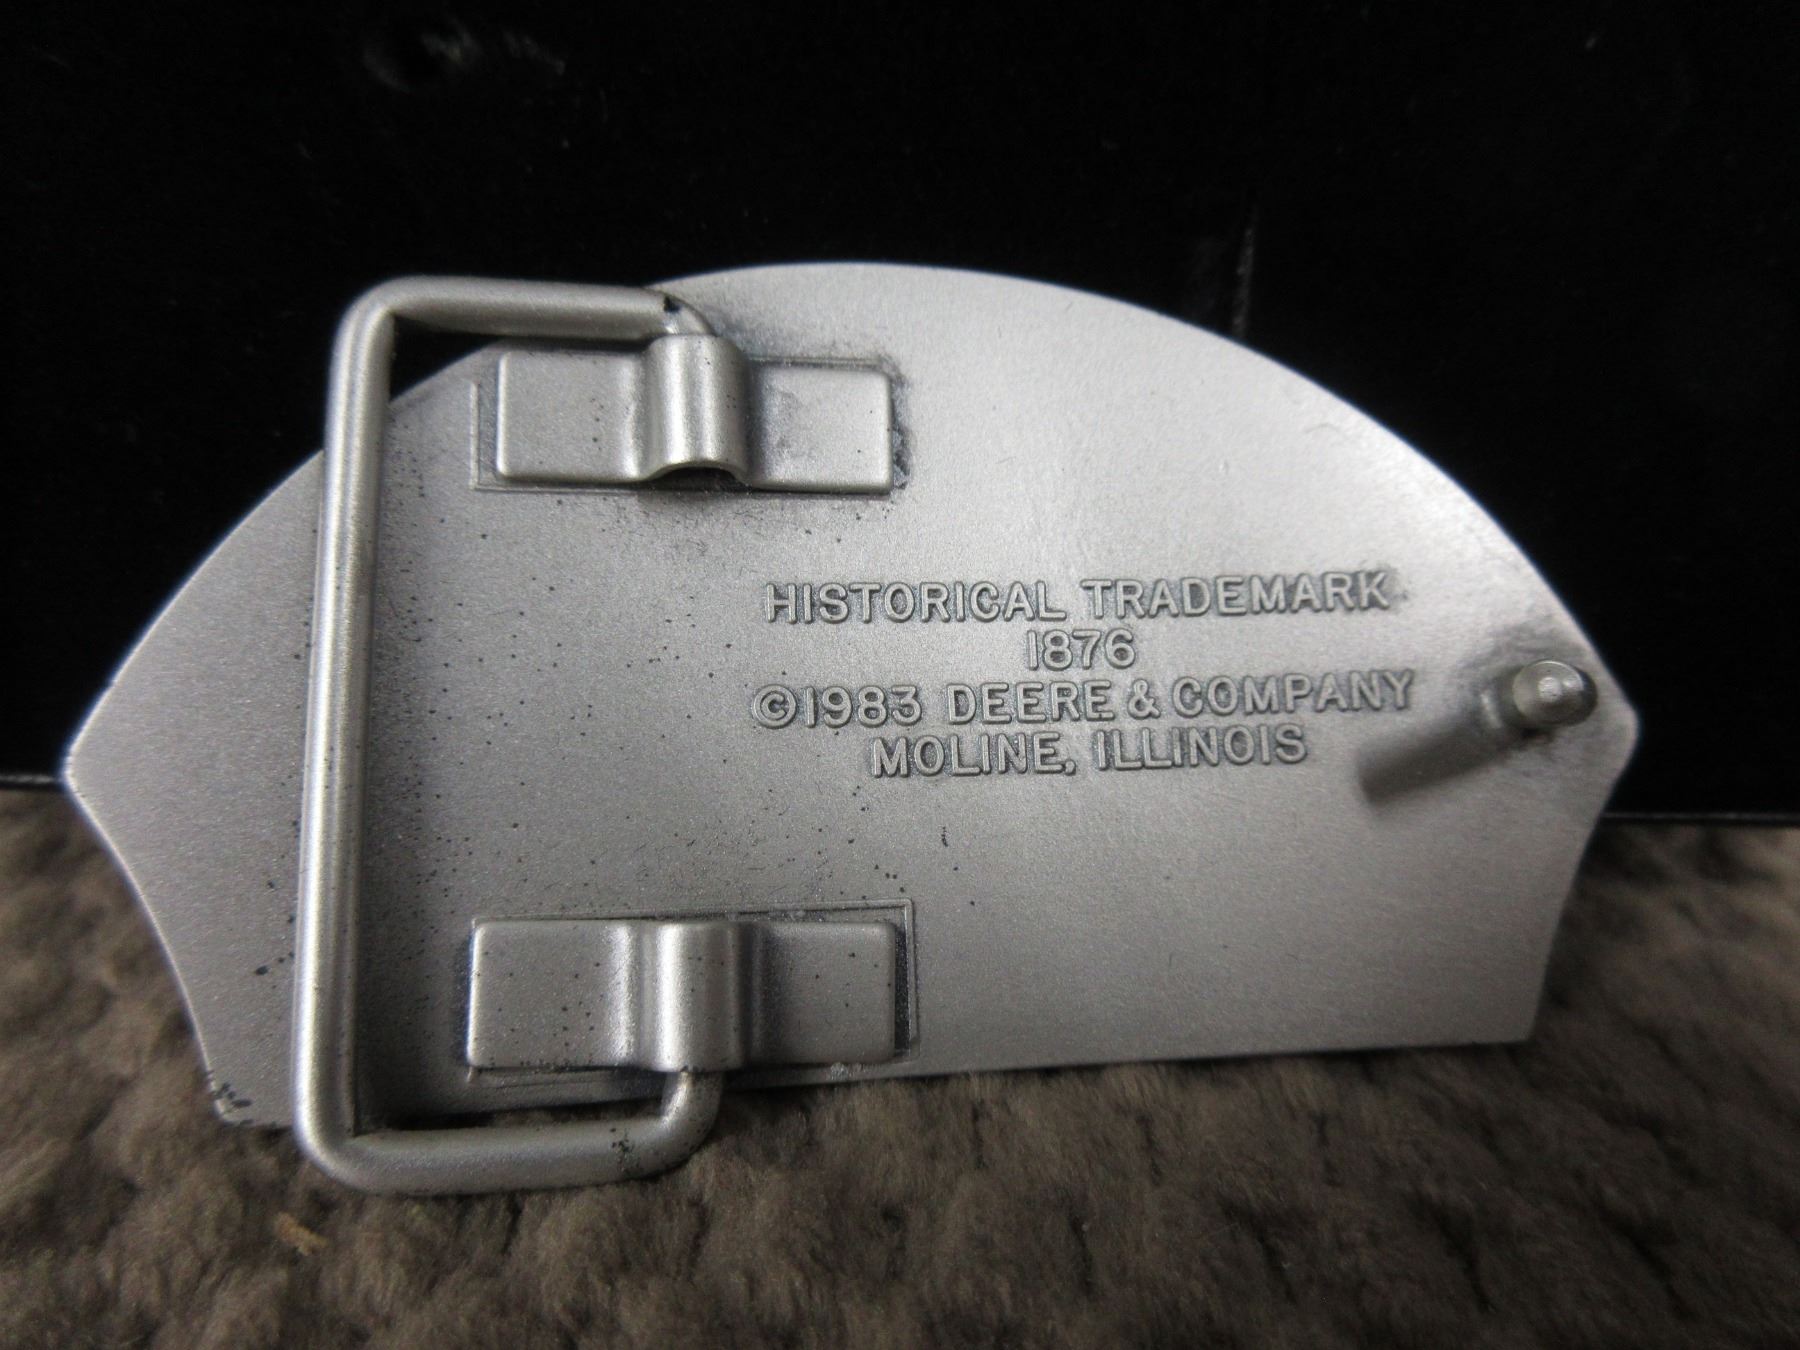 HISTORICAL TRADEMARK
1876
©1983 DEERE & COMPANY
MOLINE, ILLINOIS